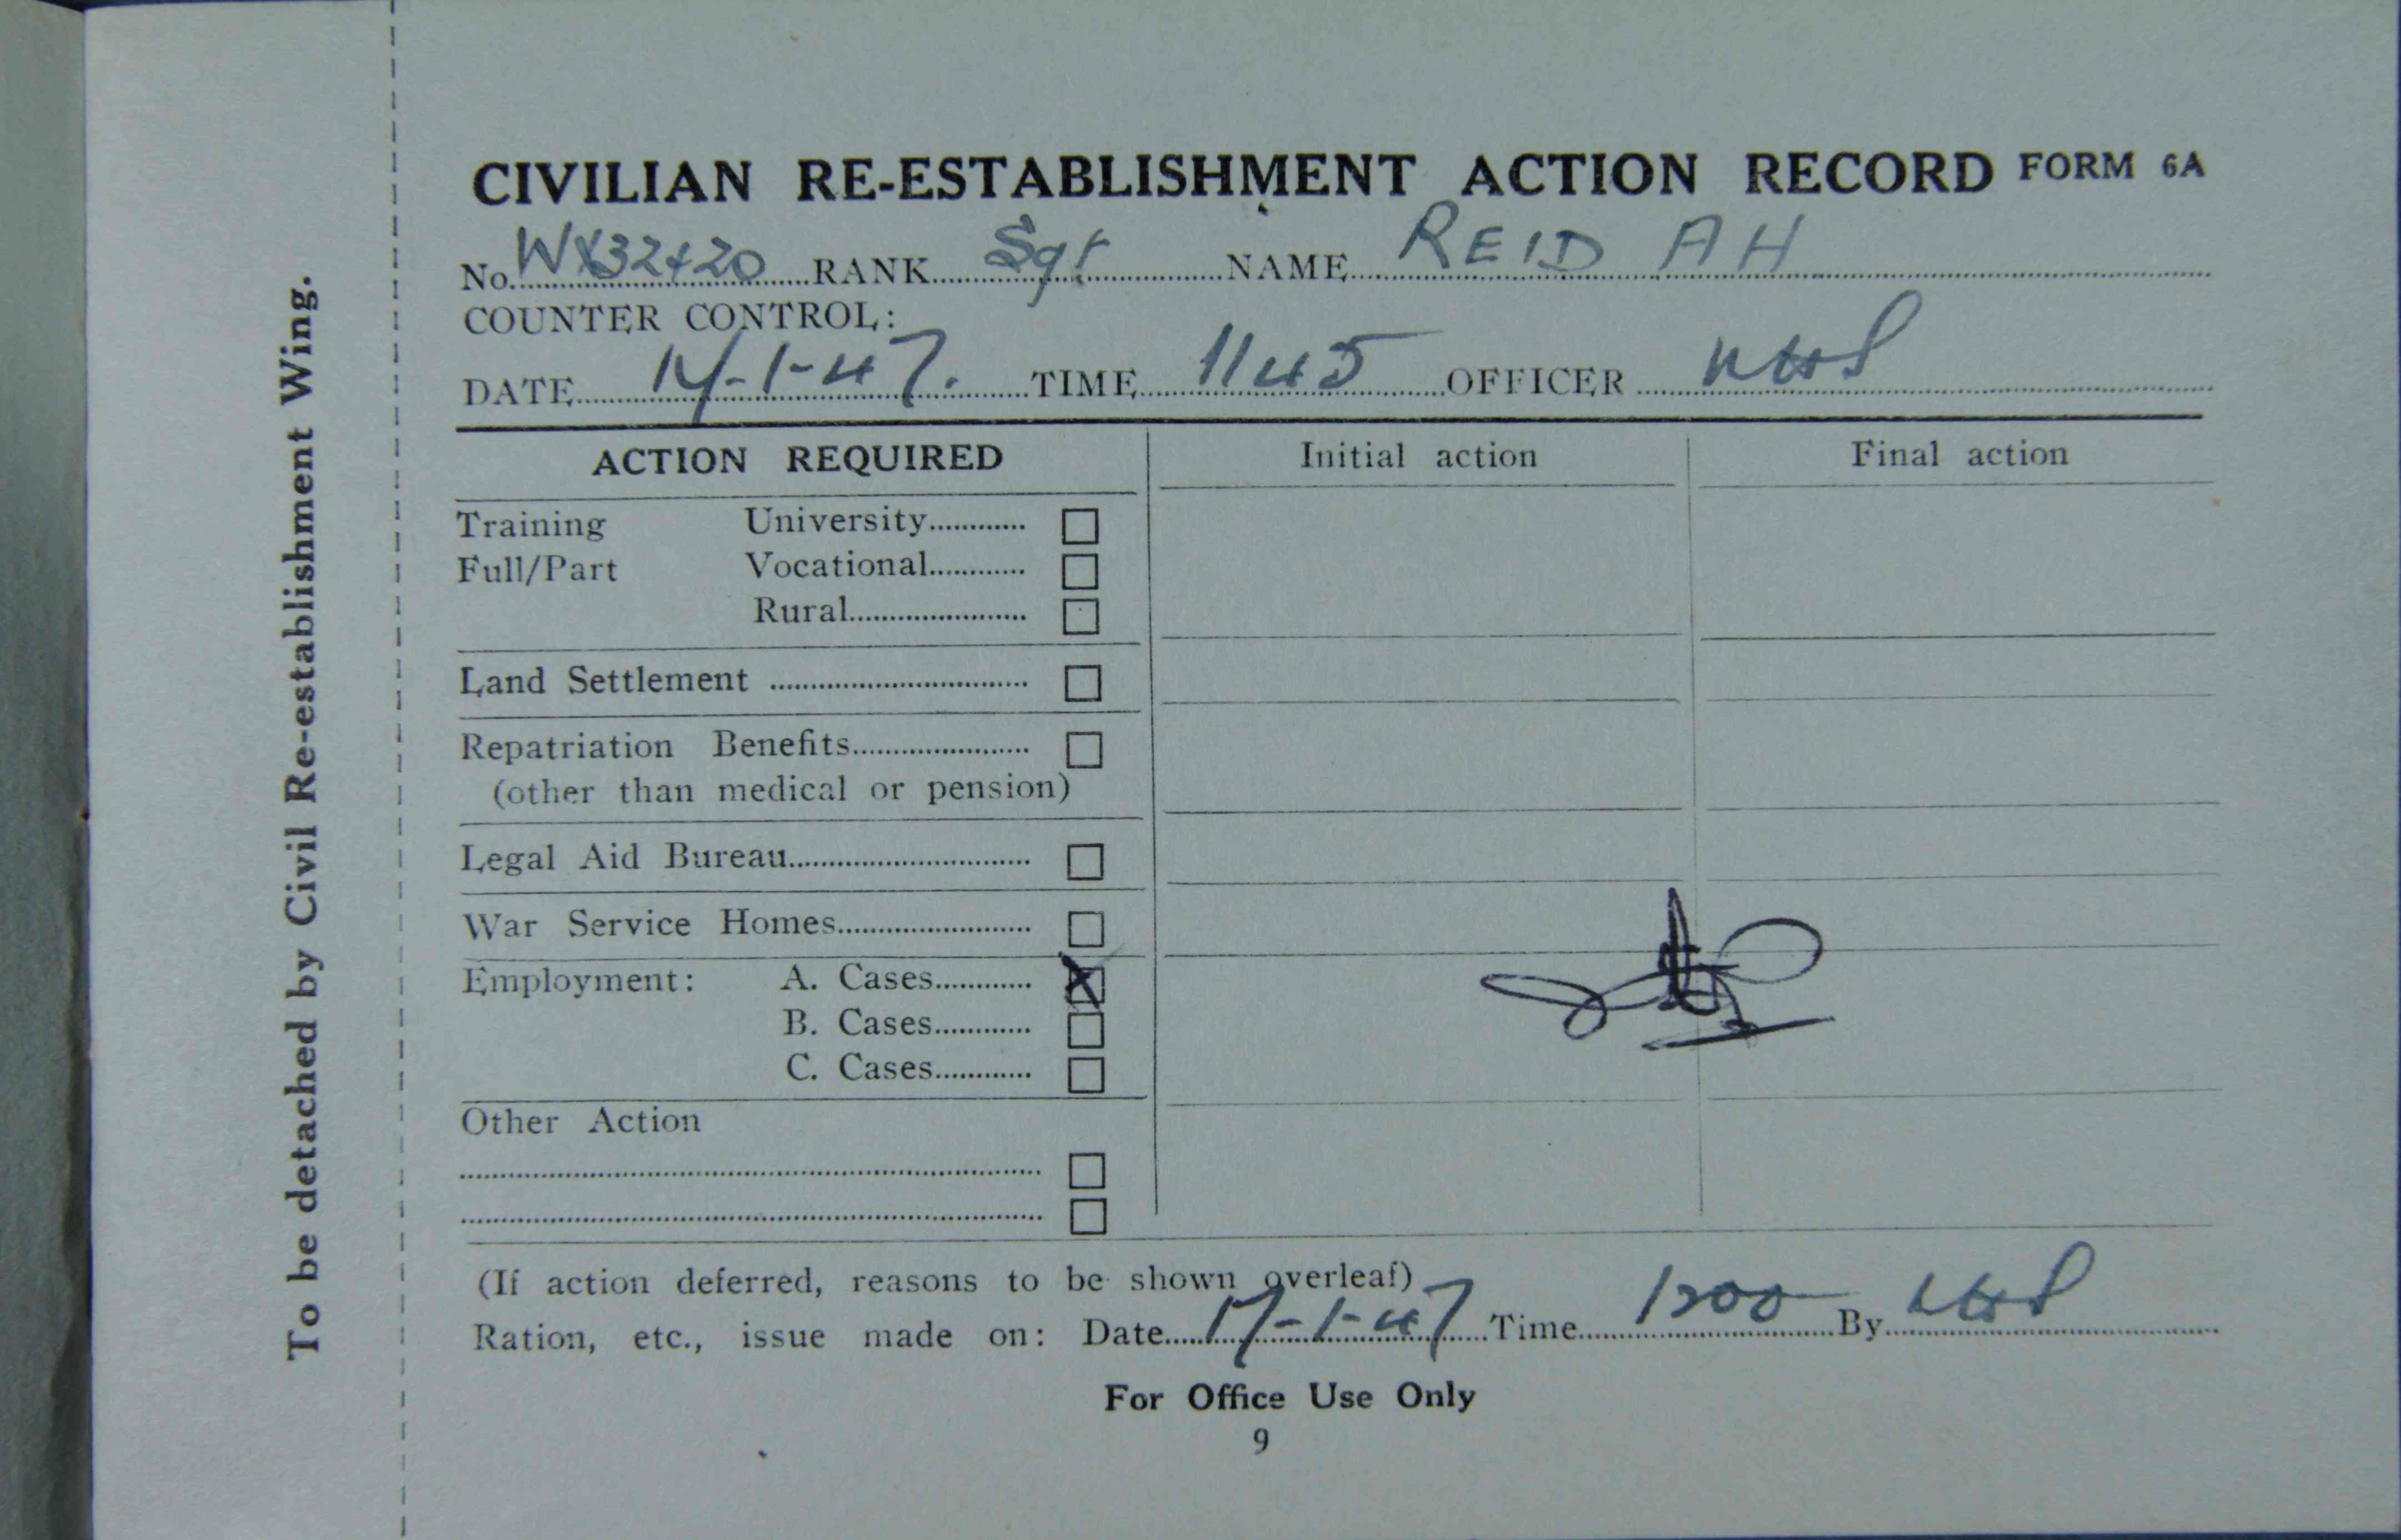 To be detached by Civil Re-establishment Wing.
CIVILIAN RE-ESTABLISHMENT ACTION RECORD FORM 6A
No. WX32420 RANK Sgt NAME REID AH
COUNTER CONTROL:
DATE 17-1-47. TIME 1145 OFFICER
ACTION REQUIRED Initial action Final action
Training University
Full/Part Vocational
Rural
Land Settlement
Repatriation Benefits
(other than medical or pension)
Legal Aid Bureau
War Service Homes
Employment: A. Cases X
B. Cases
C. Cases
Other Action
(If action deferred, reasons to be shown overleaf)
Ration, etc., issue made on: Date 17-1-47 Time 1200 By
For Office Use Only
9